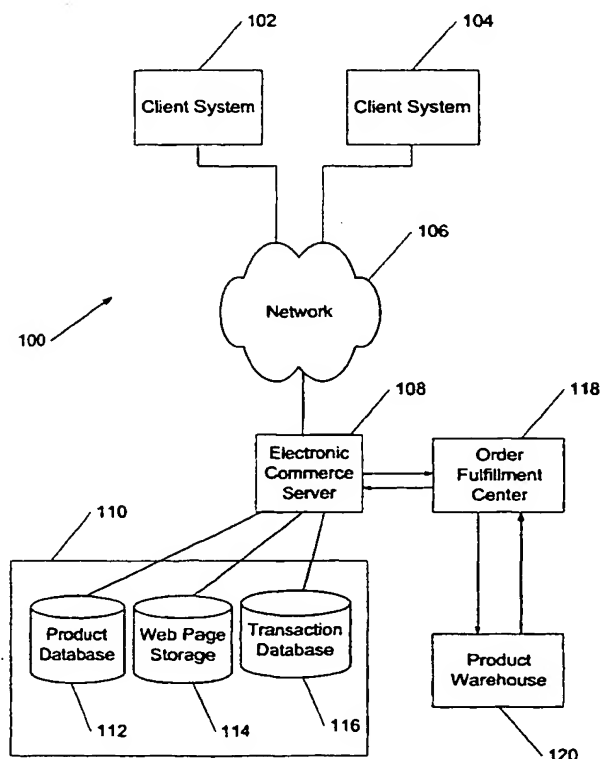 102
104
Client System
Client System
106
Network
100
108
118
Electronic
Commerce
Server
Order
Fulfillment
Center
110
Product
Database
Web Page
Storage
Transaction
Database
Product
Warehouse
112
114
116
120